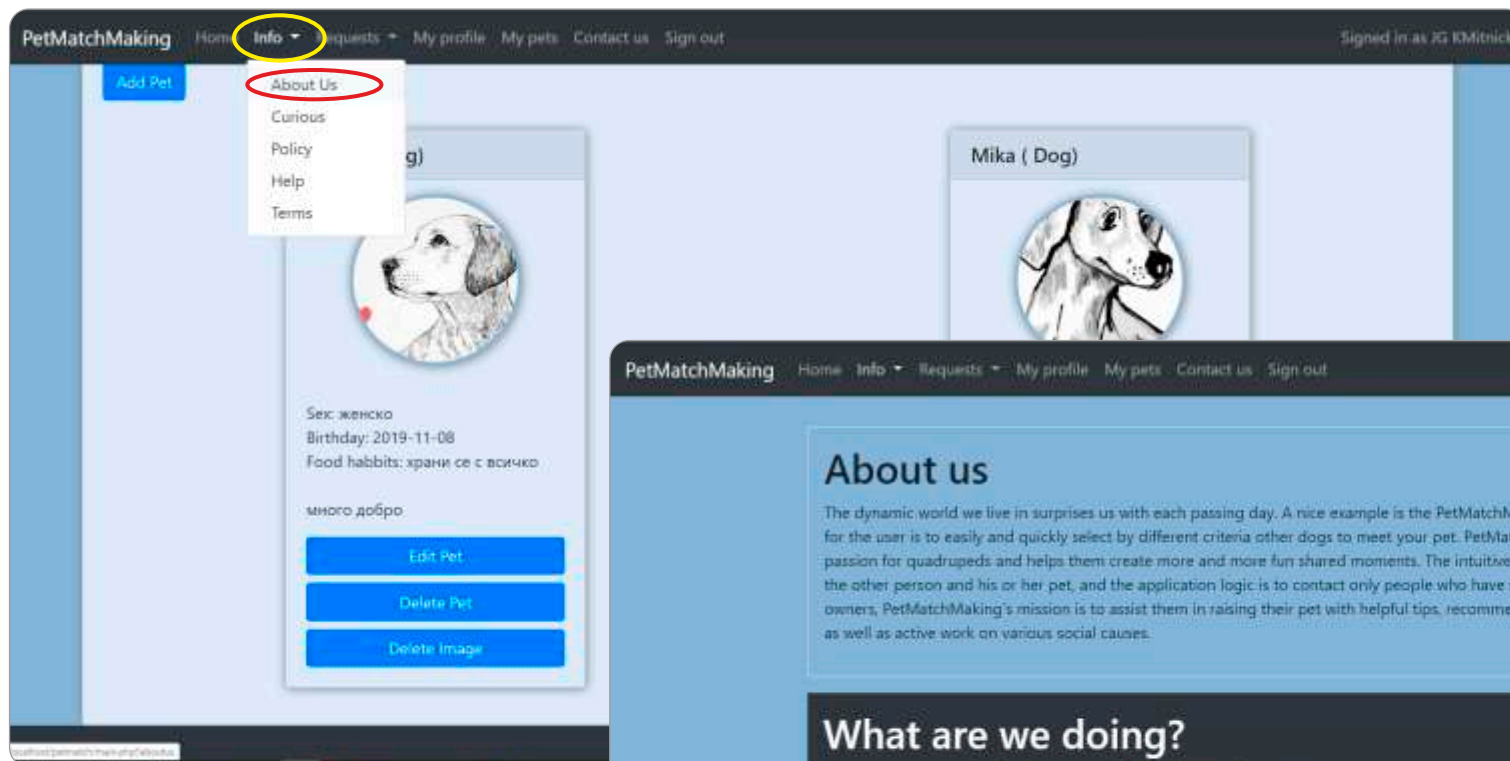 PetMatchMaking Home Info Requests My profile My pets Contact us Sign out Signed in as JG KMitnick
Add Pet
About Us
Curious
Policy
Help
Terms
g)
Mika ( Dog)
Sex: женско
Birthday: 2019-11-08
Food habbits: храни се с всичко
много добро
Edit Pet
Delete Pet
Delete Image
PetMatchMaking Home Info Requests My profile My pets Contact us Sign out
About us
The dynamic world we live in surprises us with each passing day. A nice example is the PetMatchM
for the user is to easily and quickly select by different criteria other dogs to meet your pet. PetMa
passion for quadrupeds and helps them create more and more fun shared moments. The intuitive
the other person and his or her pet, and the application logic is to contact only people who have
owners, PetMatchMaking's mission is to assist them in raising their pet with helpful tips, recomme
as well as active work on various social causes.
What are we doing?